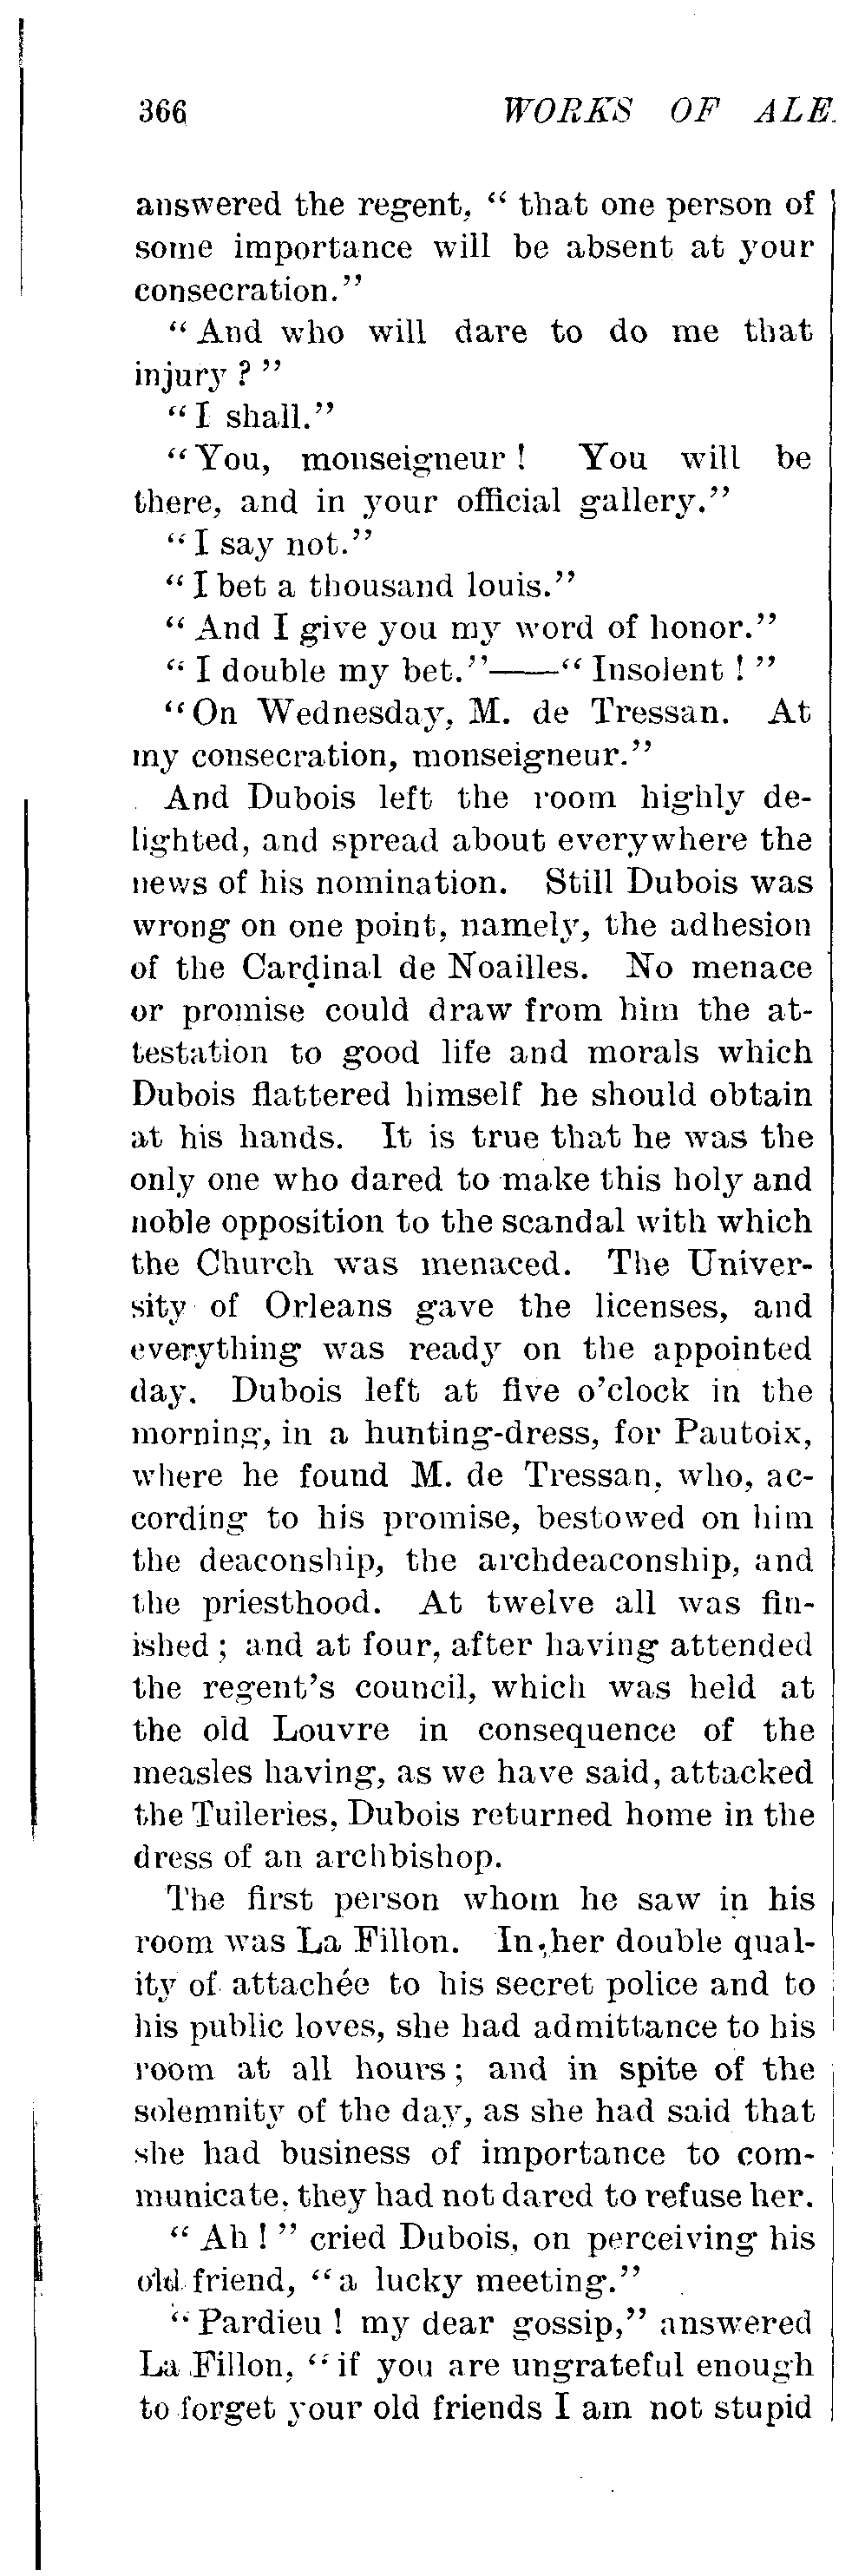 366 WORKS OF ALE
answered the regent, “ that one person of
some importance will be absent at your
consecration.”
“ And who will dare to do me that
injury ? ”
“ I shall.”
“ You, monseigneur ! You will be
there, and in your official gallery.”
“ I say not.”
“ I bet a thousand louis.”
“ And I give you my word of honor.”
“ I double my bet.”——“ Insolent ! ”
“ On Wednesday, M. de Tressan. At
my consecration, monseigneur.”
And Dubois left the room highly de-
lighted, and spread about everywhere the
news of his nomination. Still Dubois was
wrong on one point, namely, the adhesion
of the Cardinal de Noailles. No menace
or promise could draw from him the at-
testation to good life and morals which
Dubois flattered himself he should obtain
at his hands. It is true that he was the
only one who dared to make this holy and
noble opposition to the scandal with which
the Church was menaced. The Univer-
sity of Orleans gave the licenses, and
everything was ready on the appointed
day. Dubois left at five o’clock in the
morning, in a hunting-dress, for Pautoix,
where he found M. de Tressan, who, ac-
cording to his promise, bestowed on him
the deaconship, the archdeaconship, and
the priesthood. At twelve all was fin-
ished ; and at four, after having attended
the regent’s council, which was held at
the old Louvre in consequence of the
measles having, as we have said, attacked
the Tuileries, Dubois returned home in the
dress of an archbishop.
The first person whom he saw in his
room was La Fillon. In her double qual-
ity of attachée to his secret police and to
his public loves, she had admittance to his
room at all hours ; and in spite of the
solemnity of the day, as she had said that
she had business of importance to com-
municate, they had not dared to refuse her.
“ Ah ! ” cried Dubois, on perceiving his
old friend, “ a lucky meeting.”
“ Pardieu ! my dear gossip,” answered
La Fillon, “ if you are ungrateful enough
to forget your old friends I am not stupid